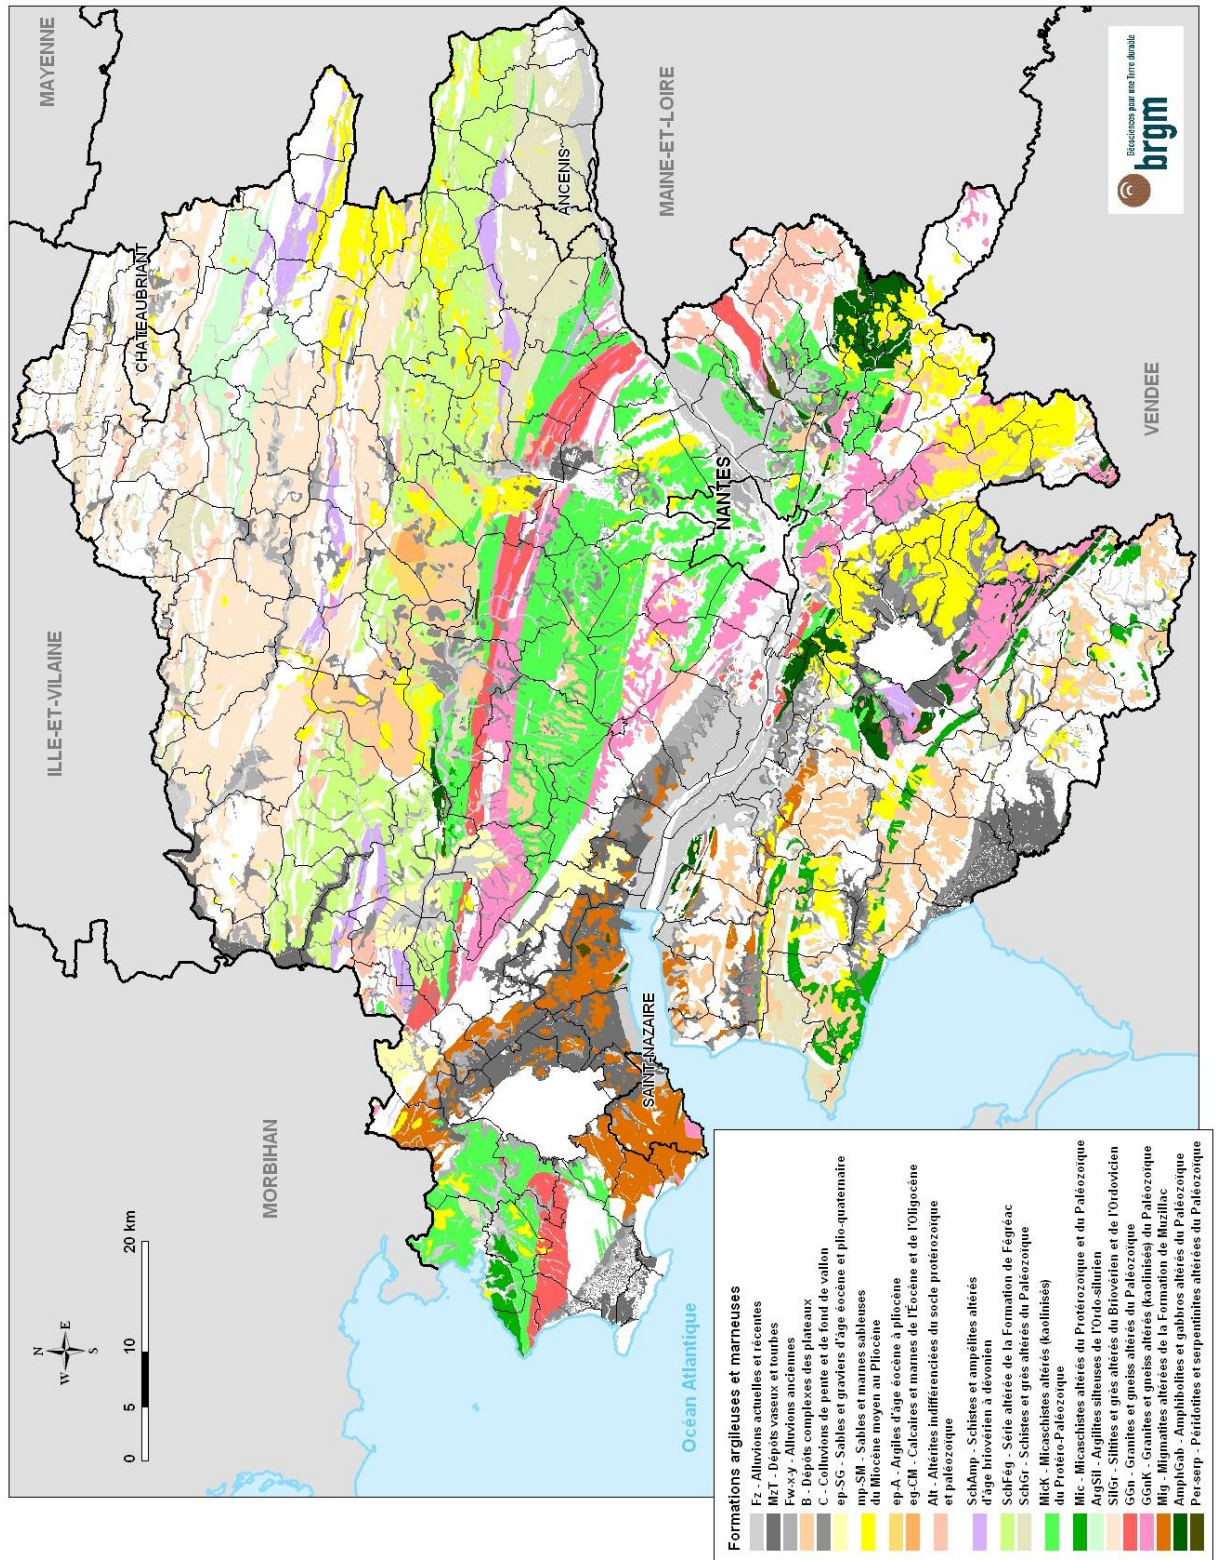 MAYENNE
ILLE-ET-VILAINE
MORBIHAN
MAINE-ET-LOIRE
VENDEE
CHATEAUBRIANT
ANCENIS
NANTES
SAINT-NAZAIRE
Océan Atlantique
N
W E
S
0 5 10 20 km
Géosciences pour une Terre durable
brgm
Formations argileuses et marneuses
Fz - Alluvions actuelles et récentes
MzT - Dépôts vaseux et tourbes
Fw-x-y - Alluvions anciennes
B - Dépôts complexes des plateaux
C - Colluvions de pente et de fond de vallon
ep-SG - Sables et graviers d'âge éocène et plio-quaternaire
mp-SM - Sables et marnes sableuses
du Miocène moyen au Pliocène
ep-A - Argiles d'âge éocène à pliocène
eg-CM - Calcaires et marnes de l'Éocène et de l'Oligocène
Alt - Altérites indifférenciées du socle protérozoïque
et paléozoïque
SchAmp - Schistes et ampélites altérés
d'âge briovérien à dévonien
SchFég - Série altérée de la Formation de Fégréac
SchGr - Schistes et grès altérés du Paléozoïque
MicK - Micaschistes altérés (kaolinisés)
du Protéro-Paléozoïque
Mic - Micaschistes altérés du Protérozoïque et du Paléozoïque
ArgSil - Argilites silteuses de l'Ordo-silurien
SilGr - Siltites et grès altérés du Briovérien et de l'Ordovicien
GGn - Granites et gneiss altérés du Paléozoïque
GGnK - Granites et gneiss altérés (kaolinisés) du Paléozoïque
Mig - Migmatites altérées de la Formation de Muzillac
AmphGab - Amphibolites et gabbros altérés du Paléozoïque
Per-serp - Péridotites et serpentinites altérées du Paléozoïque